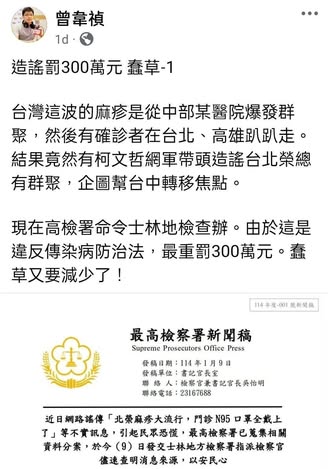 曾韋禎
1d
造謠罰300萬元 蠢草-1
台灣這波的麻疹是從中部某醫院爆發群
聚，然後有確診者在台北、高雄趴趴走。
結果竟然有柯文哲網軍帶頭造謠台北榮總
有群聚，企圖幫台中轉移焦點。
現在高檢署命令士林地檢查辦。由於這是
違反傳染病防治法，最重罰300萬元。蠢
草又要減少了！
114 年度-001 號新聞稿
最高檢察署新聞稿
Supreme Prosecutors Office Press
發稿日期：114 年 1 月 9 日
發稿單位：書記官長室
聯 絡 人：檢察官兼書記官長吳怡明
聯絡電話：23167688
近日網路謠傳「北榮麻疹大流行，門診 N95 口罩全戴上
了」等不實訊息，引起民眾恐慌，最高檢察署已蒐集相關
資料分案，於今（9）日發交士林地方檢察署指派檢察官
儘速查明消息來源，以安民心